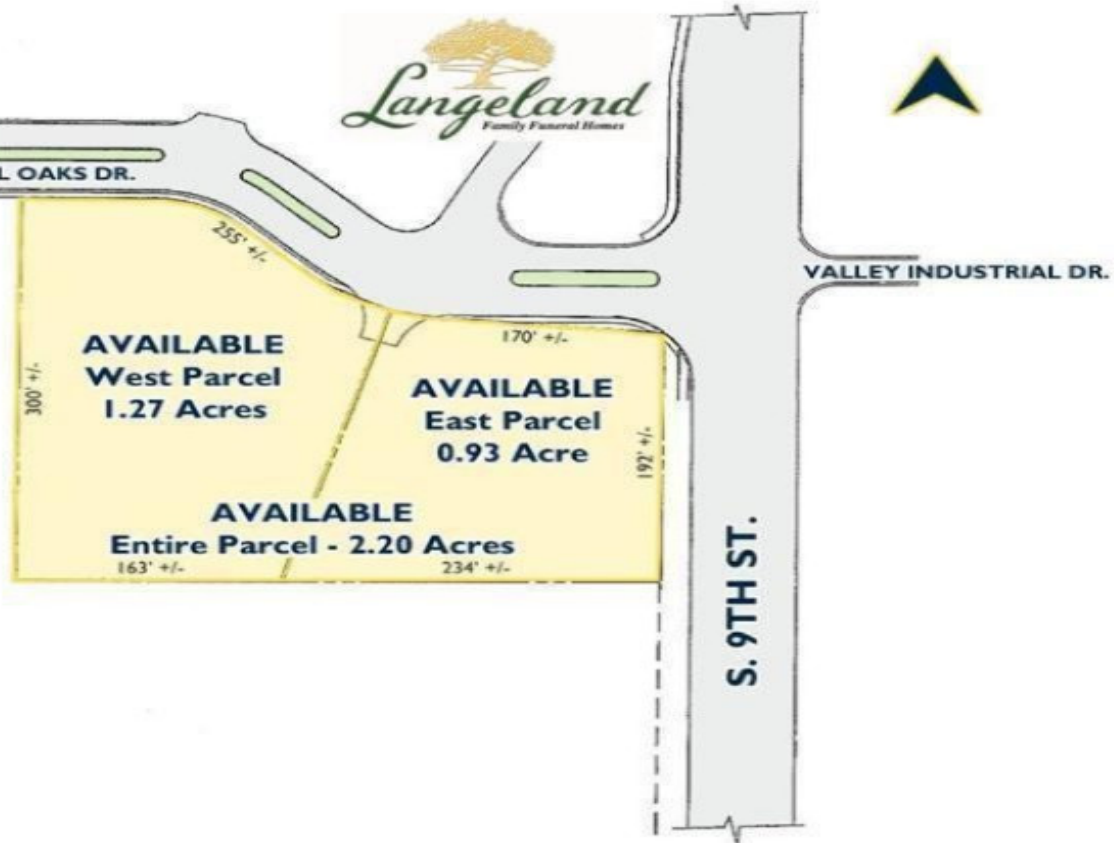 Langeland
Family Funeral Homes
L OAKS DR.
255' +/-
VALLEY INDUSTRIAL DR.
170' +/-
300' +/-
AVAILABLE
West Parcel
1.27 Acres
AVAILABLE
East Parcel
0.93 Acre
192' +/-
AVAILABLE
Entire Parcel - 2.20 Acres
163' +/-
234' +/-
S. 9TH ST.